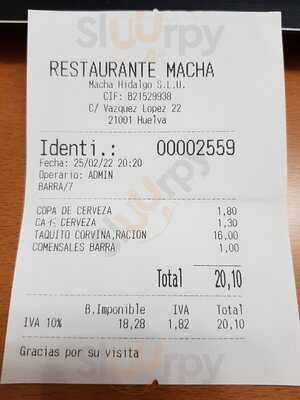 RESTAURANTE MACHA
Macha Hidalgo S.L.U.
CIF: B21529938
C/ Vazquez Lopez 22
21001 Huelva
Identi.: 00002559
Fecha: 25/02/22 20:20
Operario: ADMIN
BARRA/7
COPA DE CERVEZA 1,80
CERVEZA 1,30
TAQUITO CORVINA,RACION 16,00
COMENSALES BARRA 1,00
Total 20,10
B.Imponible IVA Total
IVA 10% 18,28 1,82 20,10
Gracias por su visita
Sluurpy
Sluurpy
Sluurpy